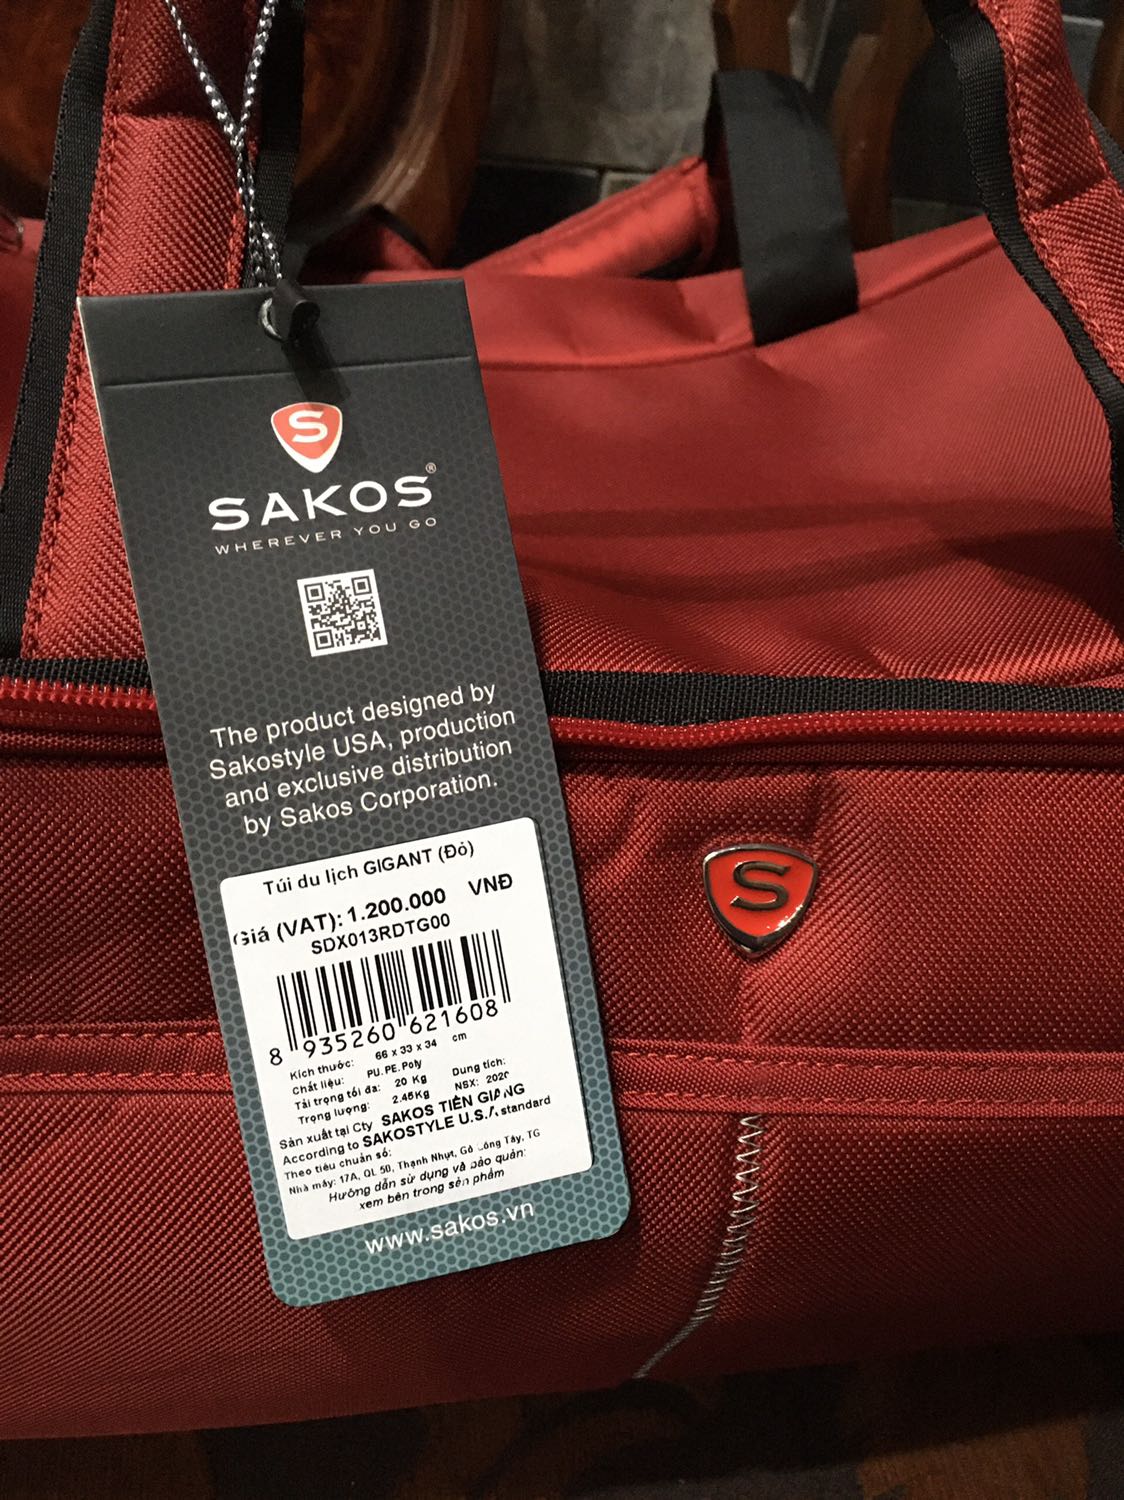 S
SAKOS®
WHEREVER YOU GO
The product designed by
Sakostyle USA, production
and exclusive distribution
by Sakos Corporation.
Túi du lịch GIGANT (Đỏ)
Giá (VAT): 1.200.000 VNĐ
SDX013RDTG00
8 935260 621608
Kích thước: 66 x 33 x 34 cm
Chất liệu: PU.PE.Poly
Tải trọng tối đa: 20 Kg Dung tích:
Trọng lượng: 2.45Kg NSX: 2020
Sản xuất tại Cty SAKOS TIỀN GIANG
According to SAKOSTYLE U.S.A standard
Theo tiêu chuẩn số:
Nhà máy: 17A, QL 50, Thạnh Nhựt, Gò Công Tây, TG
Hướng dẫn sử dụng và bảo quản:
xem bên trong sản phẩm
www.sakos.vn
S